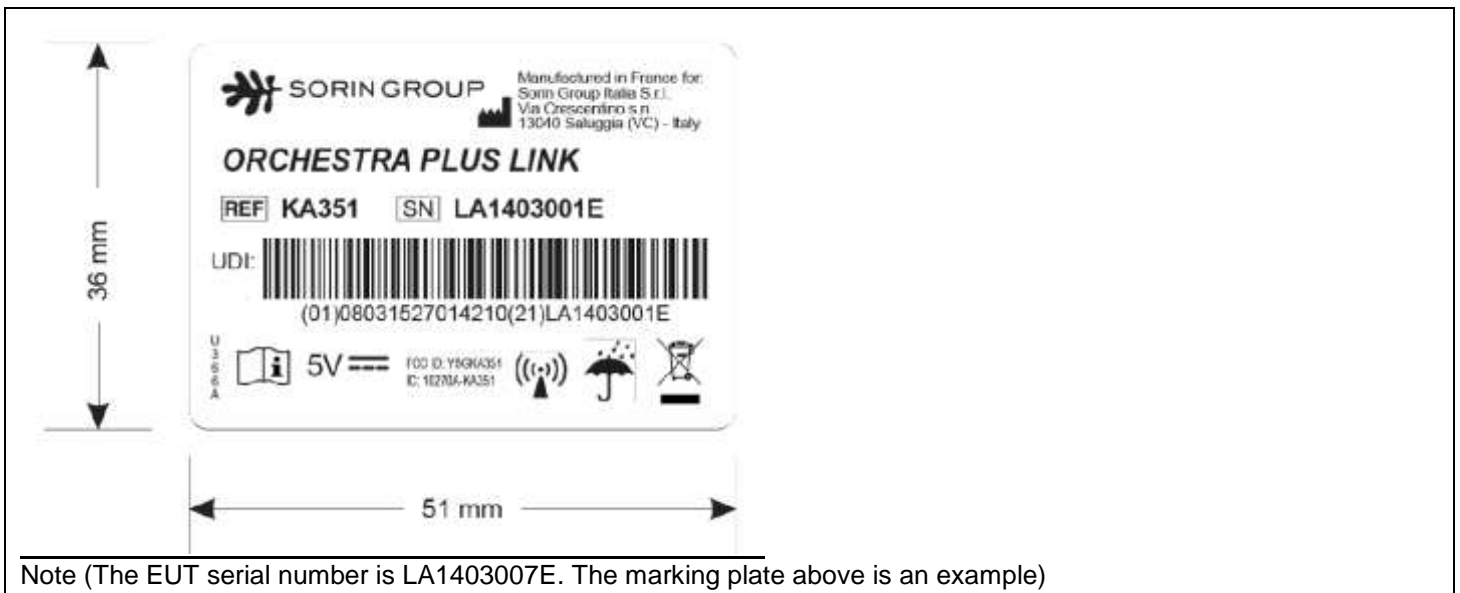 SORIN GROUP
Manufactured in France for:
Sorin Group Italia S.r.l.
Via Crescentino s.n.
13040 Saluggia (VC) - Italy
ORCHESTRA PLUS LINK
REF KA351 SN LA1403001E
UDI:
(01)08031527014210(21)LA1403001E
U366A
5V
FCC ID: YSGKA351
IC: 10270A-KA351
36 mm
51 mm
Note (The EUT serial number is LA1403007E. The marking plate above is an example)